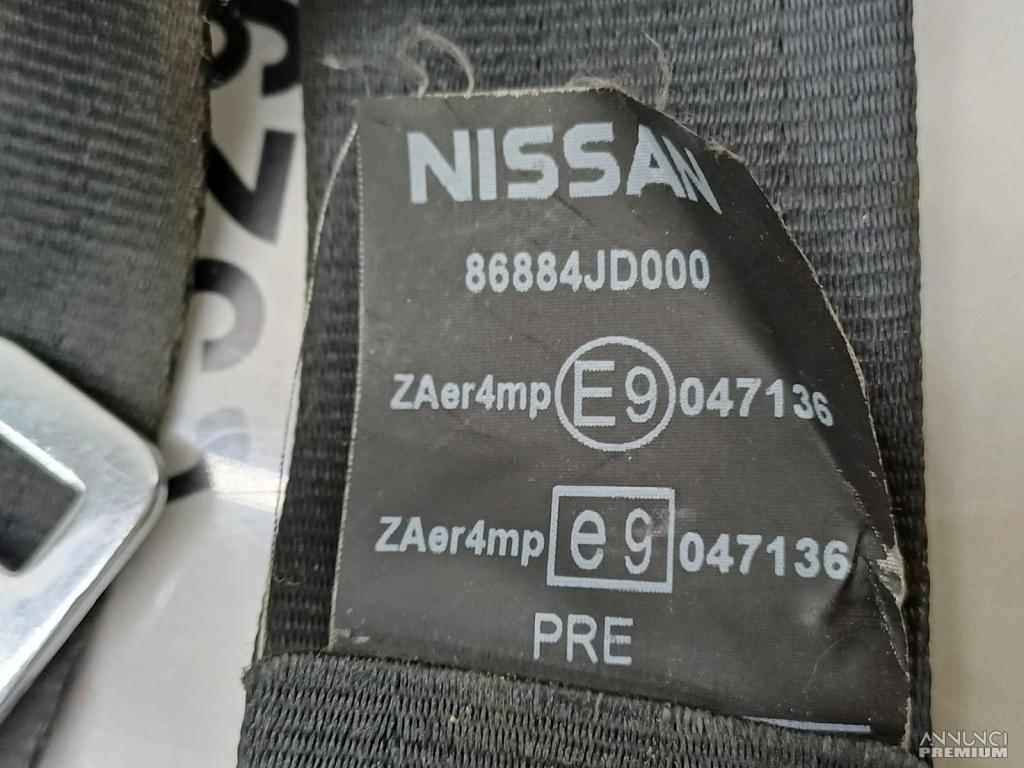 NISSAN
86884JD000
ZAer4mp E9 047136
ZAer4mp e9 047136
PRE
ANNUNCI
PREMIUM